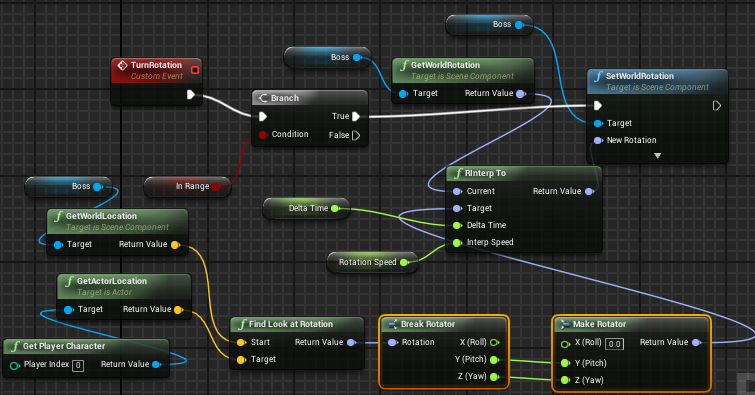 Boss
TurnRotation
Custom Event
Boss
GetWorldRotation
Target is Scene Component
Target
Return Value
SetWorldRotation
Target is Scene Component
Target
New Rotation
Branch
True
Condition
False
RInterp To
Current
Return Value
Target
Delta Time
Interp Speed
Boss
In Range
Delta Time
GetWorldLocation
Target is Scene Component
Target
Return Value
Rotation Speed
GetActorLocation
Target is Actor
Target
Return Value
Find Look at Rotation
Start
Return Value
Target
Break Rotator
Rotation
X (Roll)
Y (Pitch)
Z (Yaw)
Make Rotator
X (Roll) 0.0
Return Value
Y (Pitch)
Z (Yaw)
Get Player Character
Player Index 0
Return Value